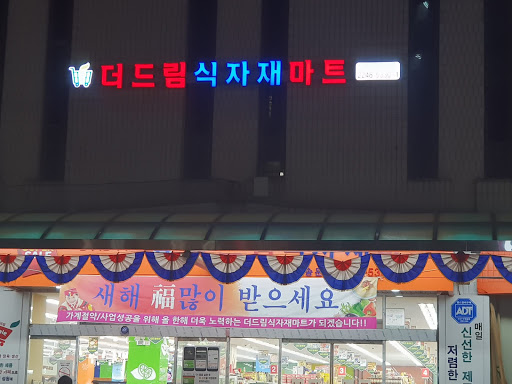 더드림식자재마트
새해 福많이 받으세요
가계절약/사업성공을 위해 올 한해 더욱 노력하는 더드림식자재마트가 되겠습니다!!
ADT
매일
신선한 제
저렴한